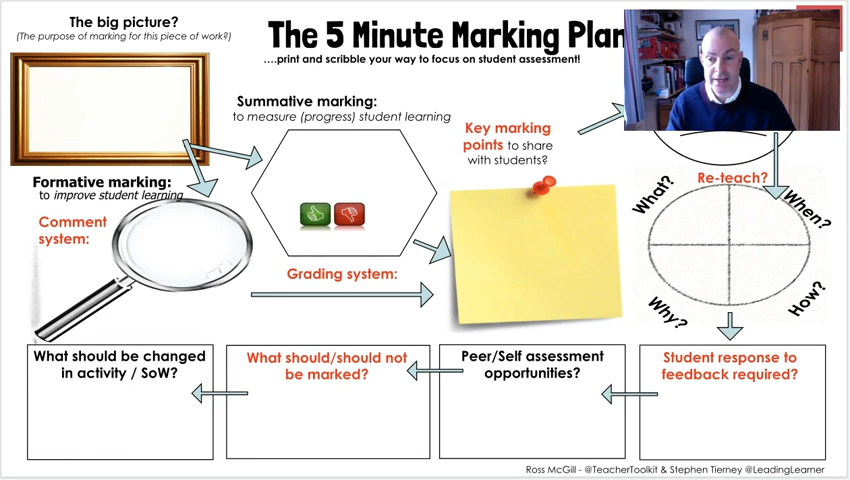 The big picture?
(The purpose of marking for this piece of work?)
The 5 Minute Marking Plan
....print and scribble your way to focus on student assessment!
Summative marking:
to measure (progress) student learning
Key marking
points to share
with students?
Formative marking:
to improve student learning
Comment
system:
Grading system:
Re-teach?
What?
When?
Why?
How?
What should be changed
in activity / SoW?
What should/should not
be marked?
Peer/Self assessment
opportunities?
Student response to
feedback required?
Ross McGill - @TeacherToolkit & Stephen Tierney @LeadingLearner